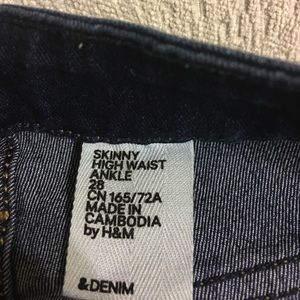 SKINNY
HIGH WAIST
ANKLE
28
CN 165/72A
MADE IN
CAMBODIA
by H&M
&DENIM